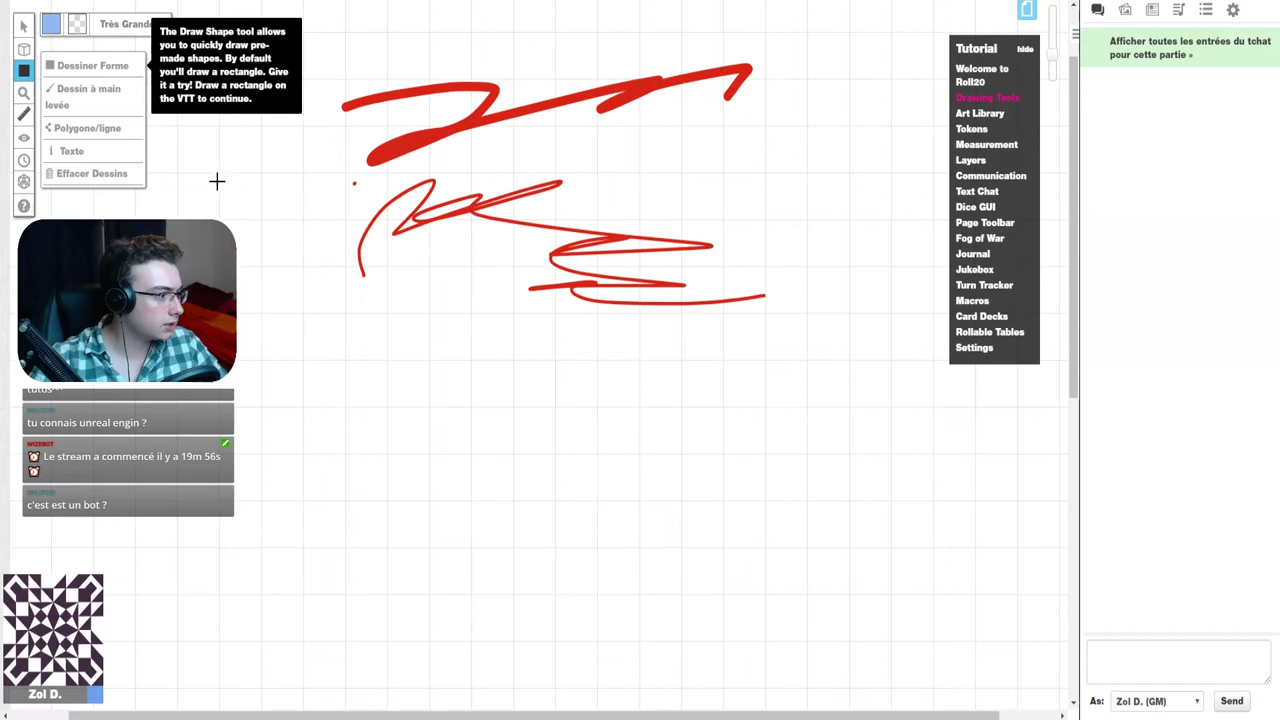 Très Grande
The Draw Shape tool allows
you to quickly draw pre-
made shapes. By default
you'll draw a rectangle. Give
it a try! Draw a rectangle on
the VTT to continue.
Dessiner Forme
Dessin à main
levée
Polygone/ligne
Texte
Effacer Dessins
tu connais unreal engin ?
WIZEBOT
Le stream a commencé il y a 19m 56s
c'est est un bot ?
Zol D.
Tutorial hide
Welcome to
Roll20
Drawing Tools
Art Library
Tokens
Measurement
Layers
Communication
Text Chat
Dice GUI
Page Toolbar
Fog of War
Journal
Jukebox
Turn Tracker
Macros
Card Decks
Rollable Tables
Settings
Afficher toutes les entrées du tchat
pour cette partie »
As: Zol D. (GM) Send